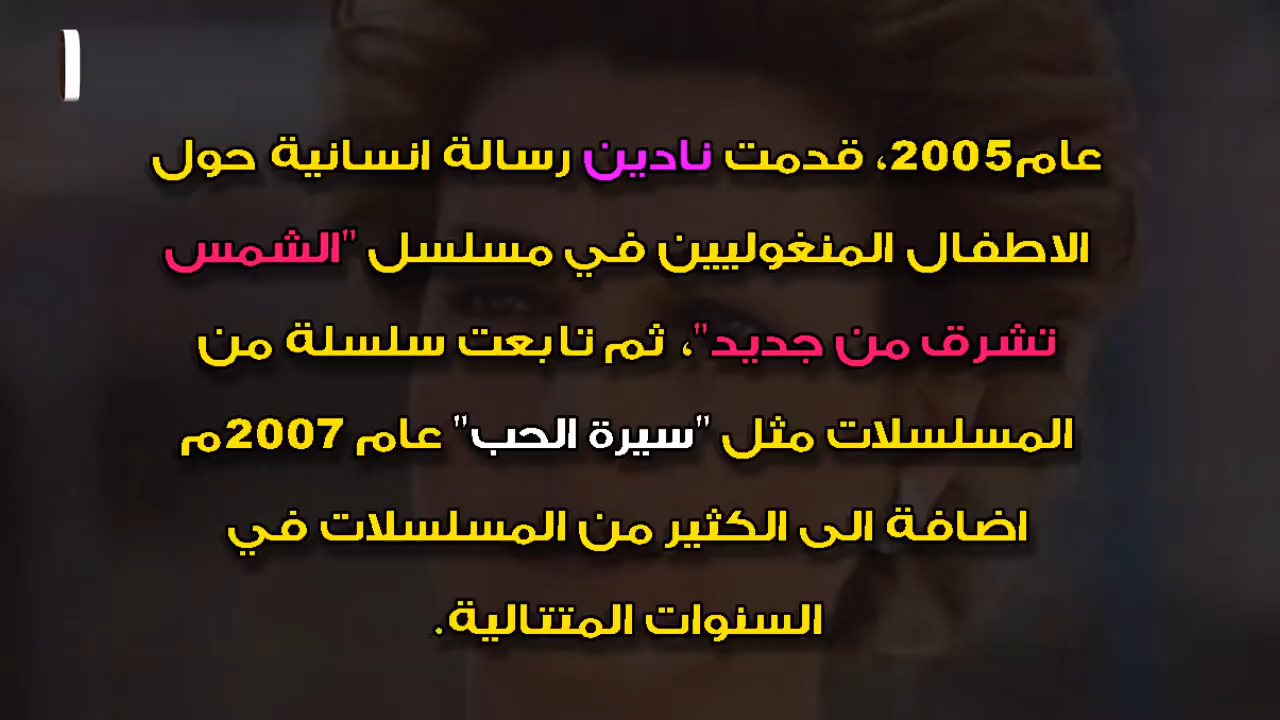 عام2005، قدمت نادين رسالة انسانية حول
الاطفال المنغوليين في مسلسل "الشمس
تشرق من جديد"، ثم تابعت سلسلة من
المسلسلات مثل "سيرة الحب" عام 2007م
اضافة الى الكثير من المسلسلات في
السنوات المتتالية.